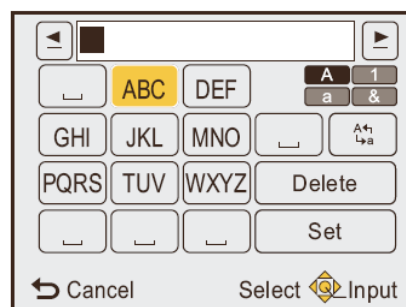 A 1
ABC DEF
a &
GHI JKL MNO A a
PQRS TUV WXYZ Delete
Set
Cancel Select Input